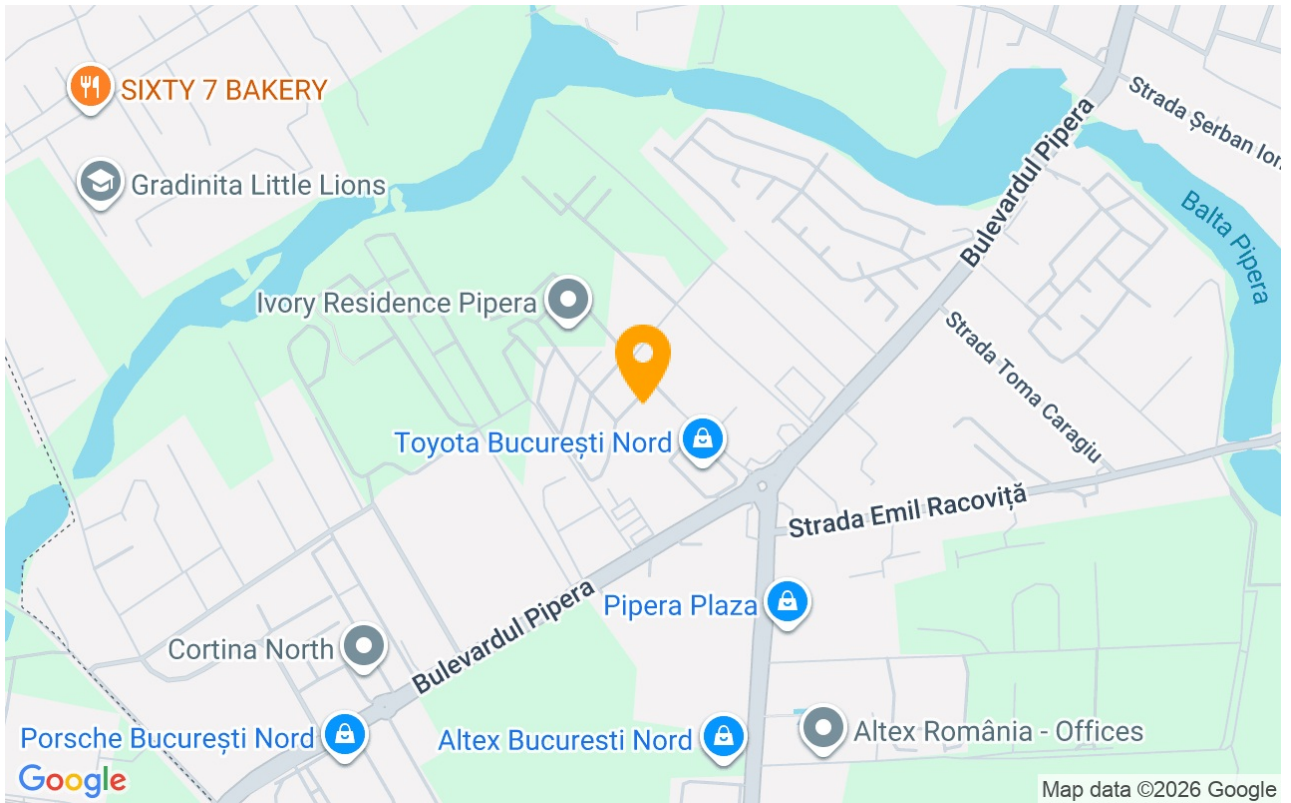 SIXTY 7 BAKERY
Strada Șerban Ion
Gradinita Little Lions
Bulevardul Pipera
Balta Pipera
Ivory Residence Pipera
Strada Toma Caragiu
Toyota București Nord
Strada Emil Racoviță
Pipera Plaza
Bulevardul Pipera
Cortina North
Porsche București Nord
Altex Bucuresti Nord
Altex România - Offices
Google
Map data ©2026 Google